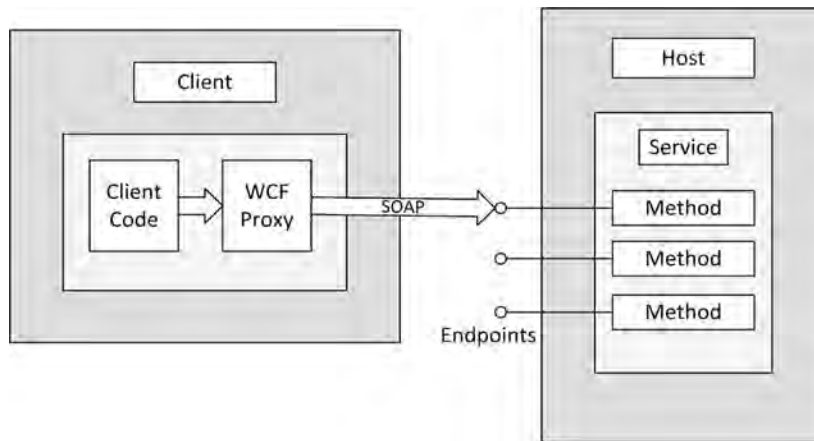 Client
Client
Code
WCF
Proxy
SOAP
Endpoints
Host
Service
Method
Method
Method